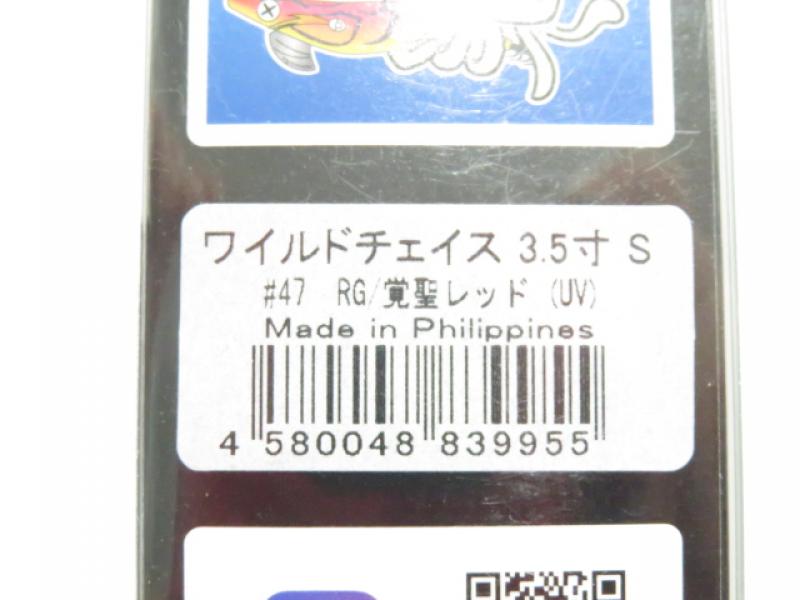 ワイルドチェイス 3.5寸 S
#47 RG/覚聖レッド (UV)
Made in Philippines
4 580048 839955